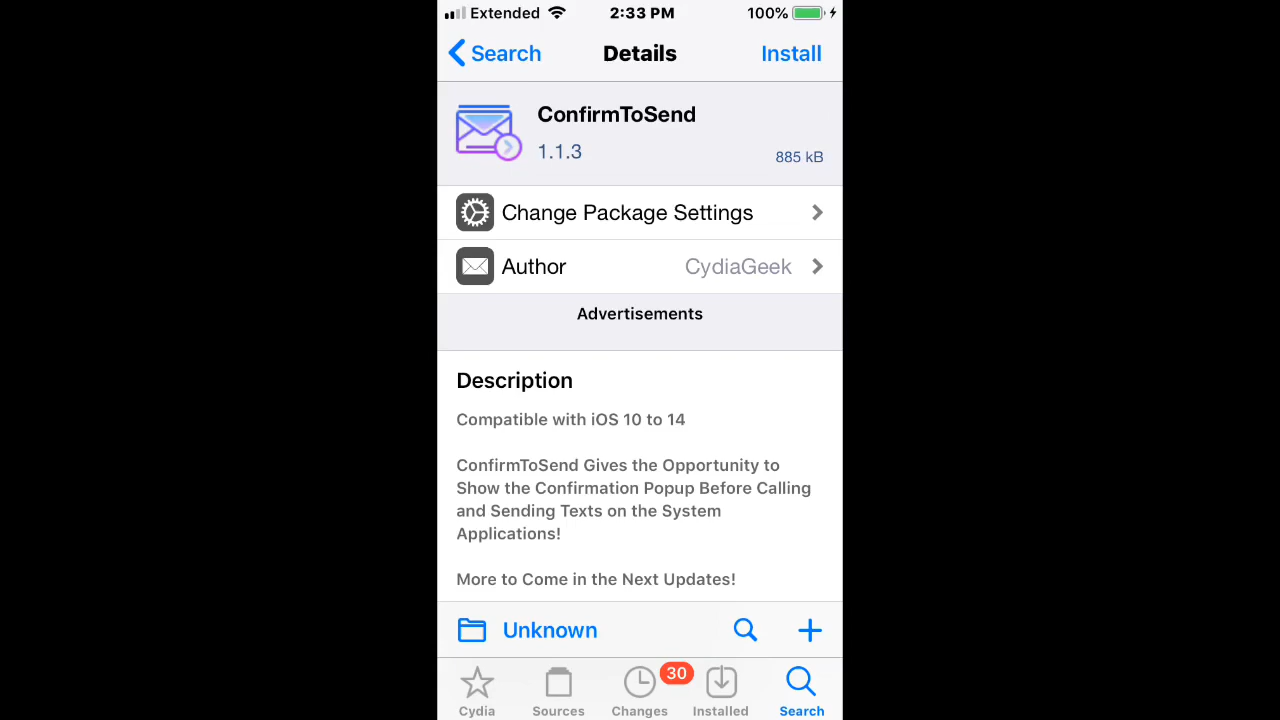 Extended 2:33 PM 100%
Search Details Install
ConfirmToSend
1.1.3 885 kB
Change Package Settings
Author CydiaGeek
Advertisements
Description
Compatible with iOS 10 to 14
ConfirmToSend Gives the Opportunity to
Show the Confirmation Popup Before Calling
and Sending Texts on the System
Applications!
More to Come in the Next Updates!
Unknown
30
Cydia Sources Changes Installed Search